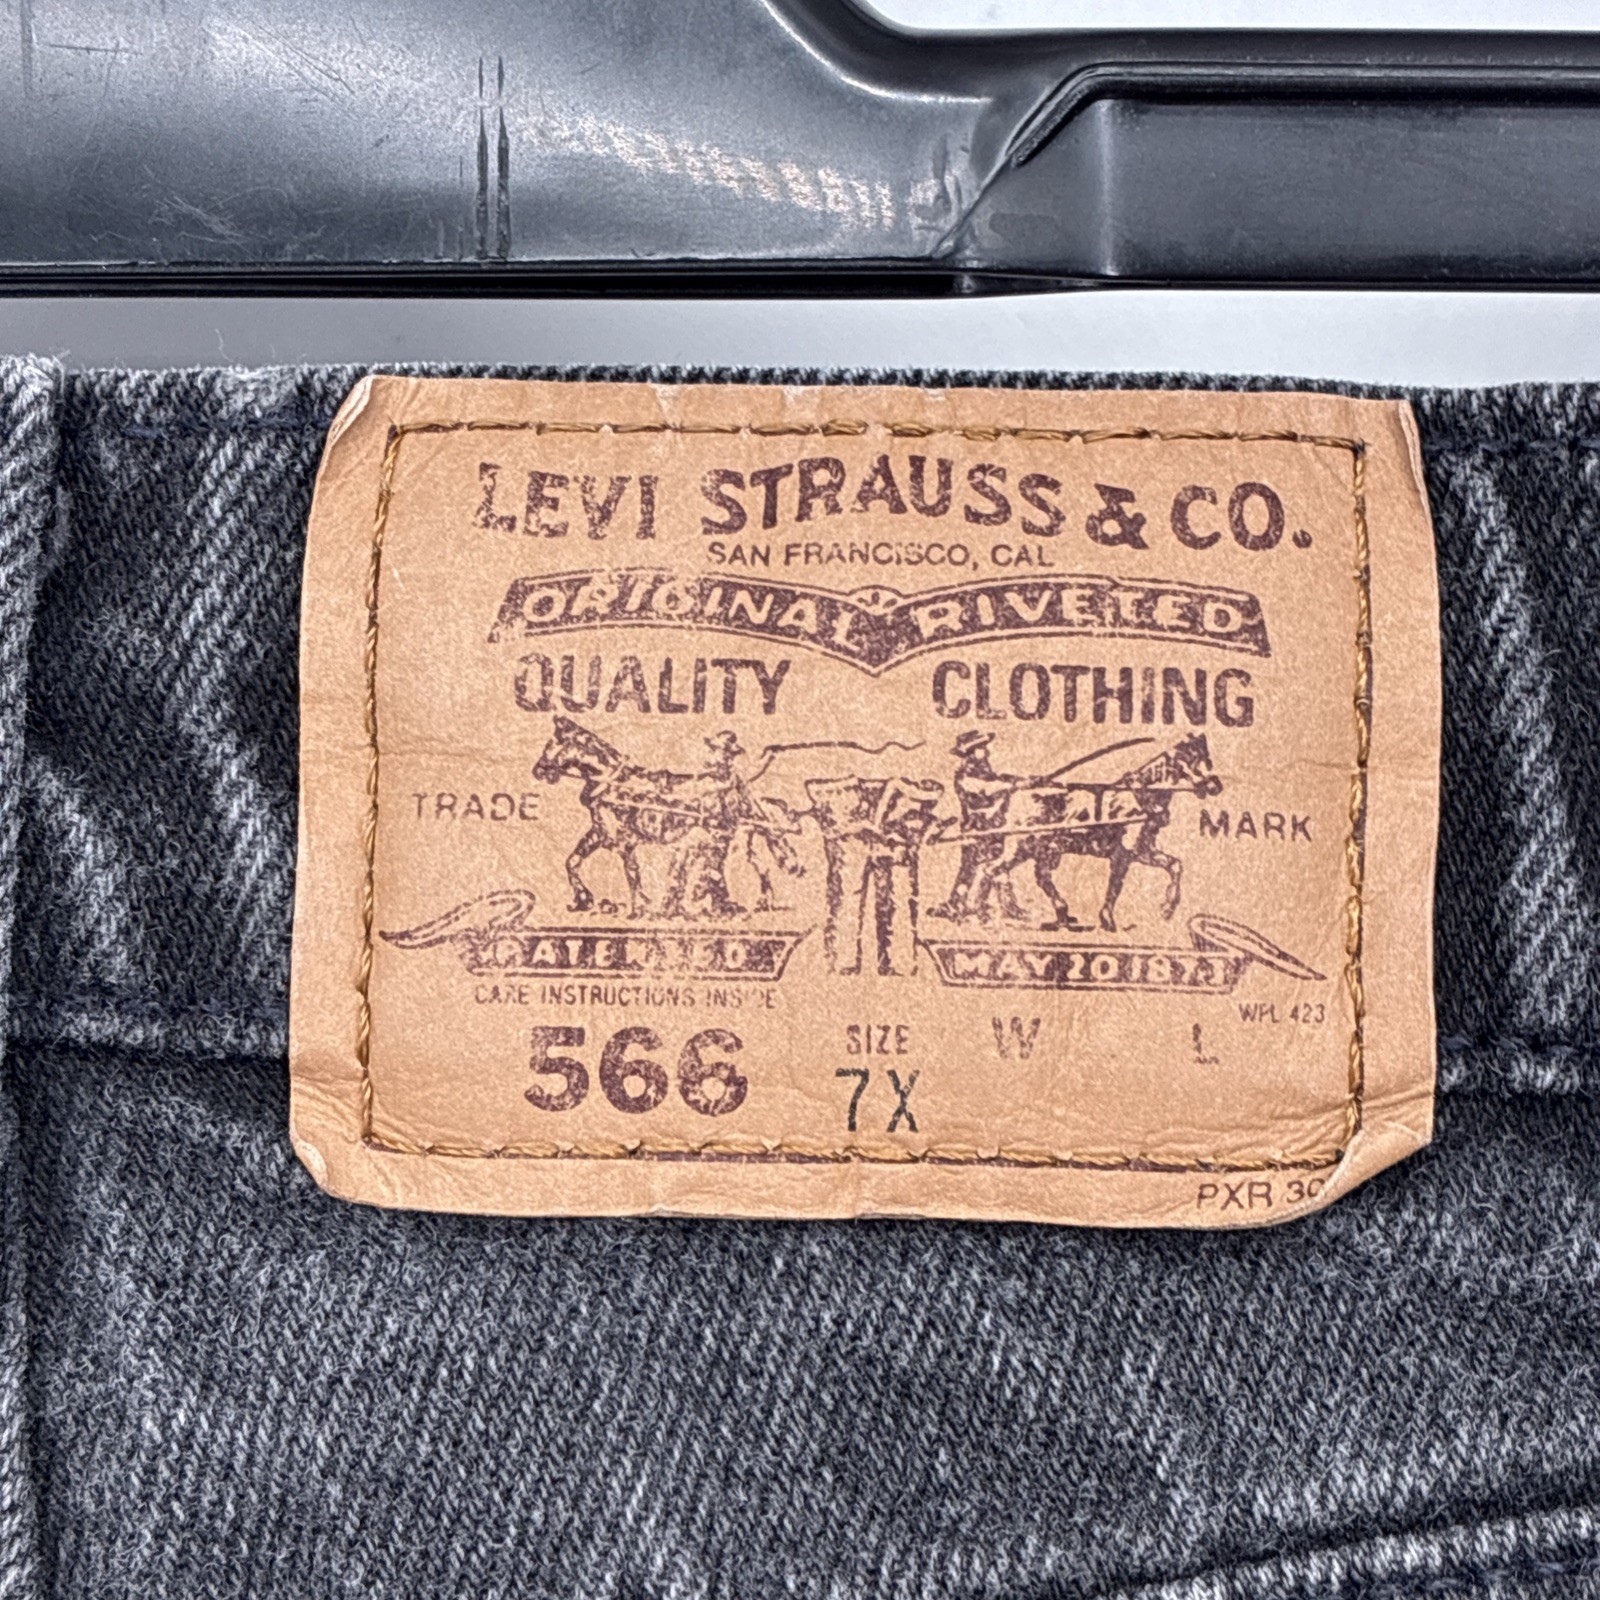 LEVI STRAUSS & CO.
SAN FRANCISCO, CAL
ORIGINAL RIVETED
QUALITY CLOTHING
TRADE MARK
PATENTED MAY 20 1873
CARE INSTRUCTIONS INSIDE
WPL 423
566 SIZE W L
7X
PXR 30